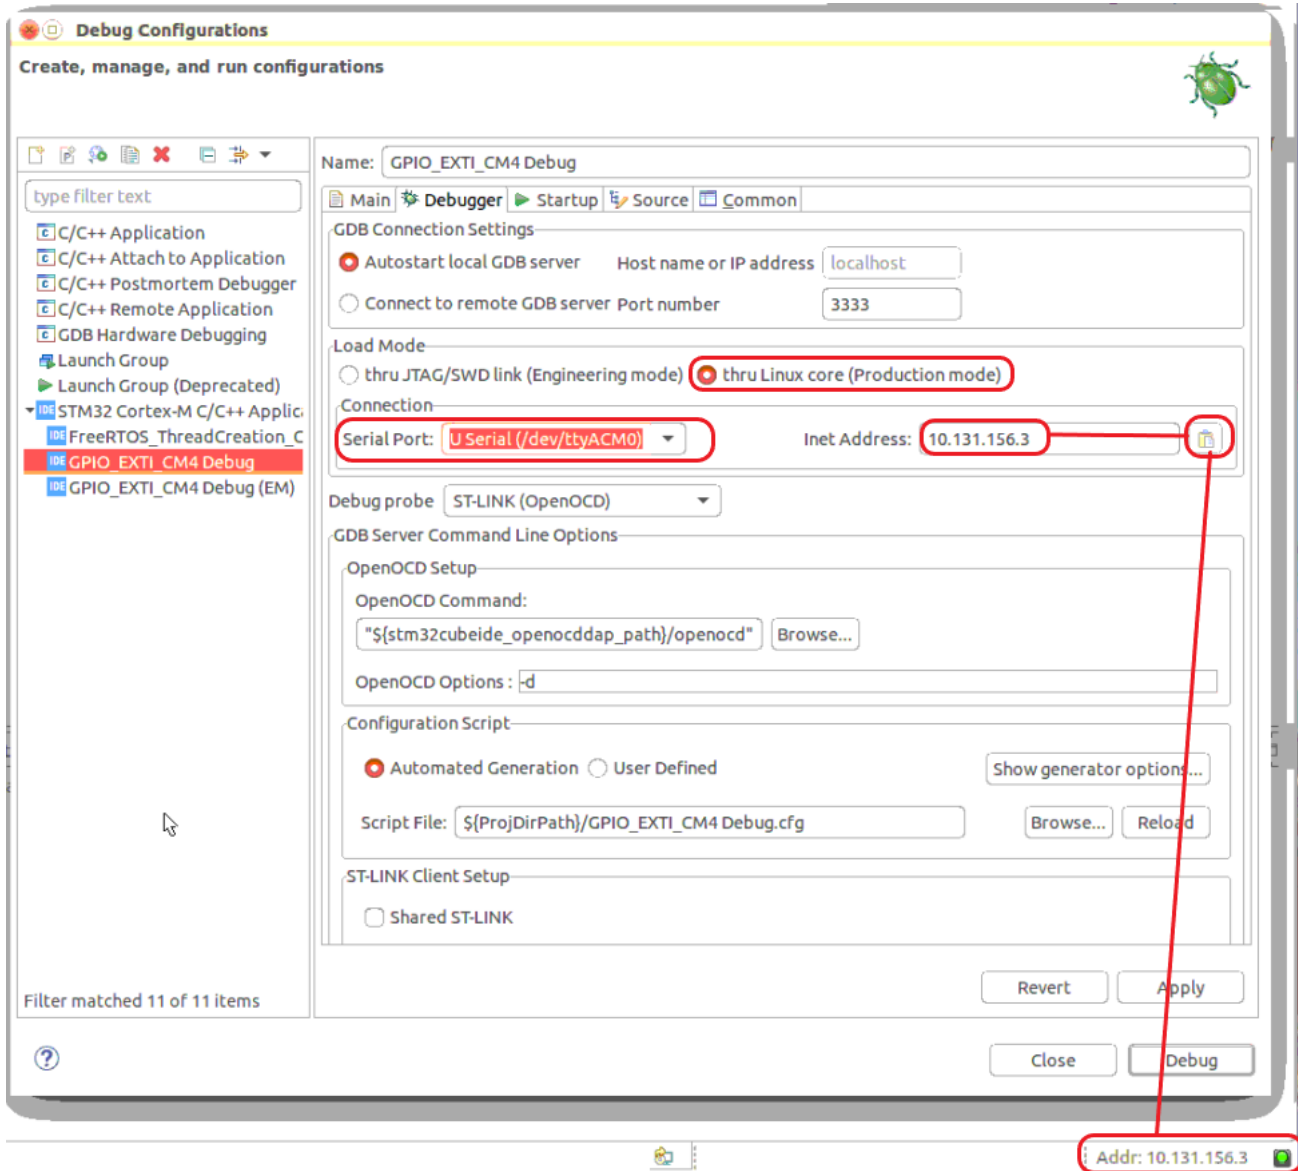 Debug Configurations
Create, manage, and run configurations
type filter text
C/C++ Application
C/C++ Attach to Application
C/C++ Postmortem Debugger
C/C++ Remote Application
GDB Hardware Debugging
Launch Group
Launch Group (Deprecated)
STM32 Cortex-M C/C++ Applic
FreeRTOS_ThreadCreation_C
GPIO_EXTI_CM4 Debug
GPIO_EXTI_CM4 Debug (EM)
Filter matched 11 of 11 items
Name: GPIO_EXTI_CM4 Debug
Main Debugger Startup Source Common
GDB Connection Settings
Autostart local GDB server Host name or IP address localhost
Connect to remote GDB server Port number 3333
Load Mode
thru JTAG/SWD link (Engineering mode) thru Linux core (Production mode)
Connection
Serial Port: U Serial (/dev/ttyACM0) Inet Address: 10.131.156.3
Debug probe ST-LINK (OpenOCD)
GDB Server Command Line Options
OpenOCD Setup
OpenOCD Command:
"${stm32cubeide_openocddap_path}/openocd" Browse...
OpenOCD Options : -d
Configuration Script
Automated Generation User Defined Show generator options...
Script File: ${ProjDirPath}/GPIO_EXTI_CM4 Debug.cfg Browse... Reload
ST-LINK Client Setup
Shared ST-LINK
Revert Apply
Close Debug
Addr: 10.131.156.3